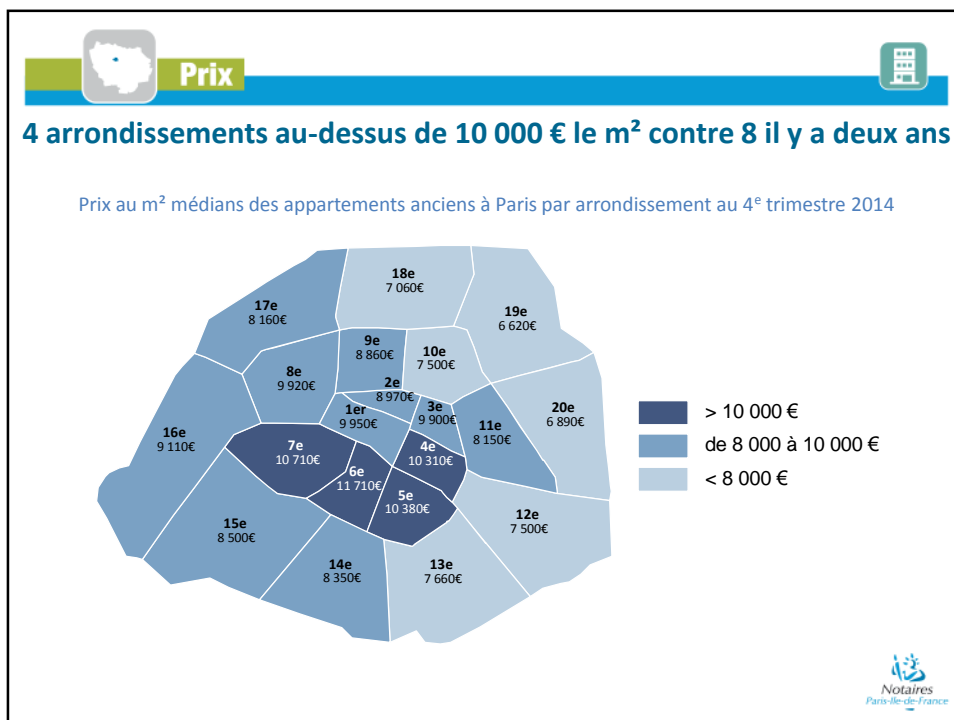 Prix
4 arrondissements au-dessus de 10 000 € le m² contre 8 il y a deux ans
Prix au m² médians des appartements anciens à Paris par arrondissement au 4e trimestre 2014
18e
7 060€
17e
8 160€
19e
6 620€
9e
8 860€
10e
7 500€
8e
9 920€
2e
8 970€
1er
9 950€
3e
9 900€
20e
6 890€
11e
8 150€
16e
9 110€
7e
10 710€
4e
10 310€
6e
11 710€
5e
10 380€
12e
7 500€
15e
8 500€
14e
8 350€
13e
7 660€
> 10 000 €
de 8 000 à 10 000 €
< 8 000 €
Notaires
Paris-Ile-de-France